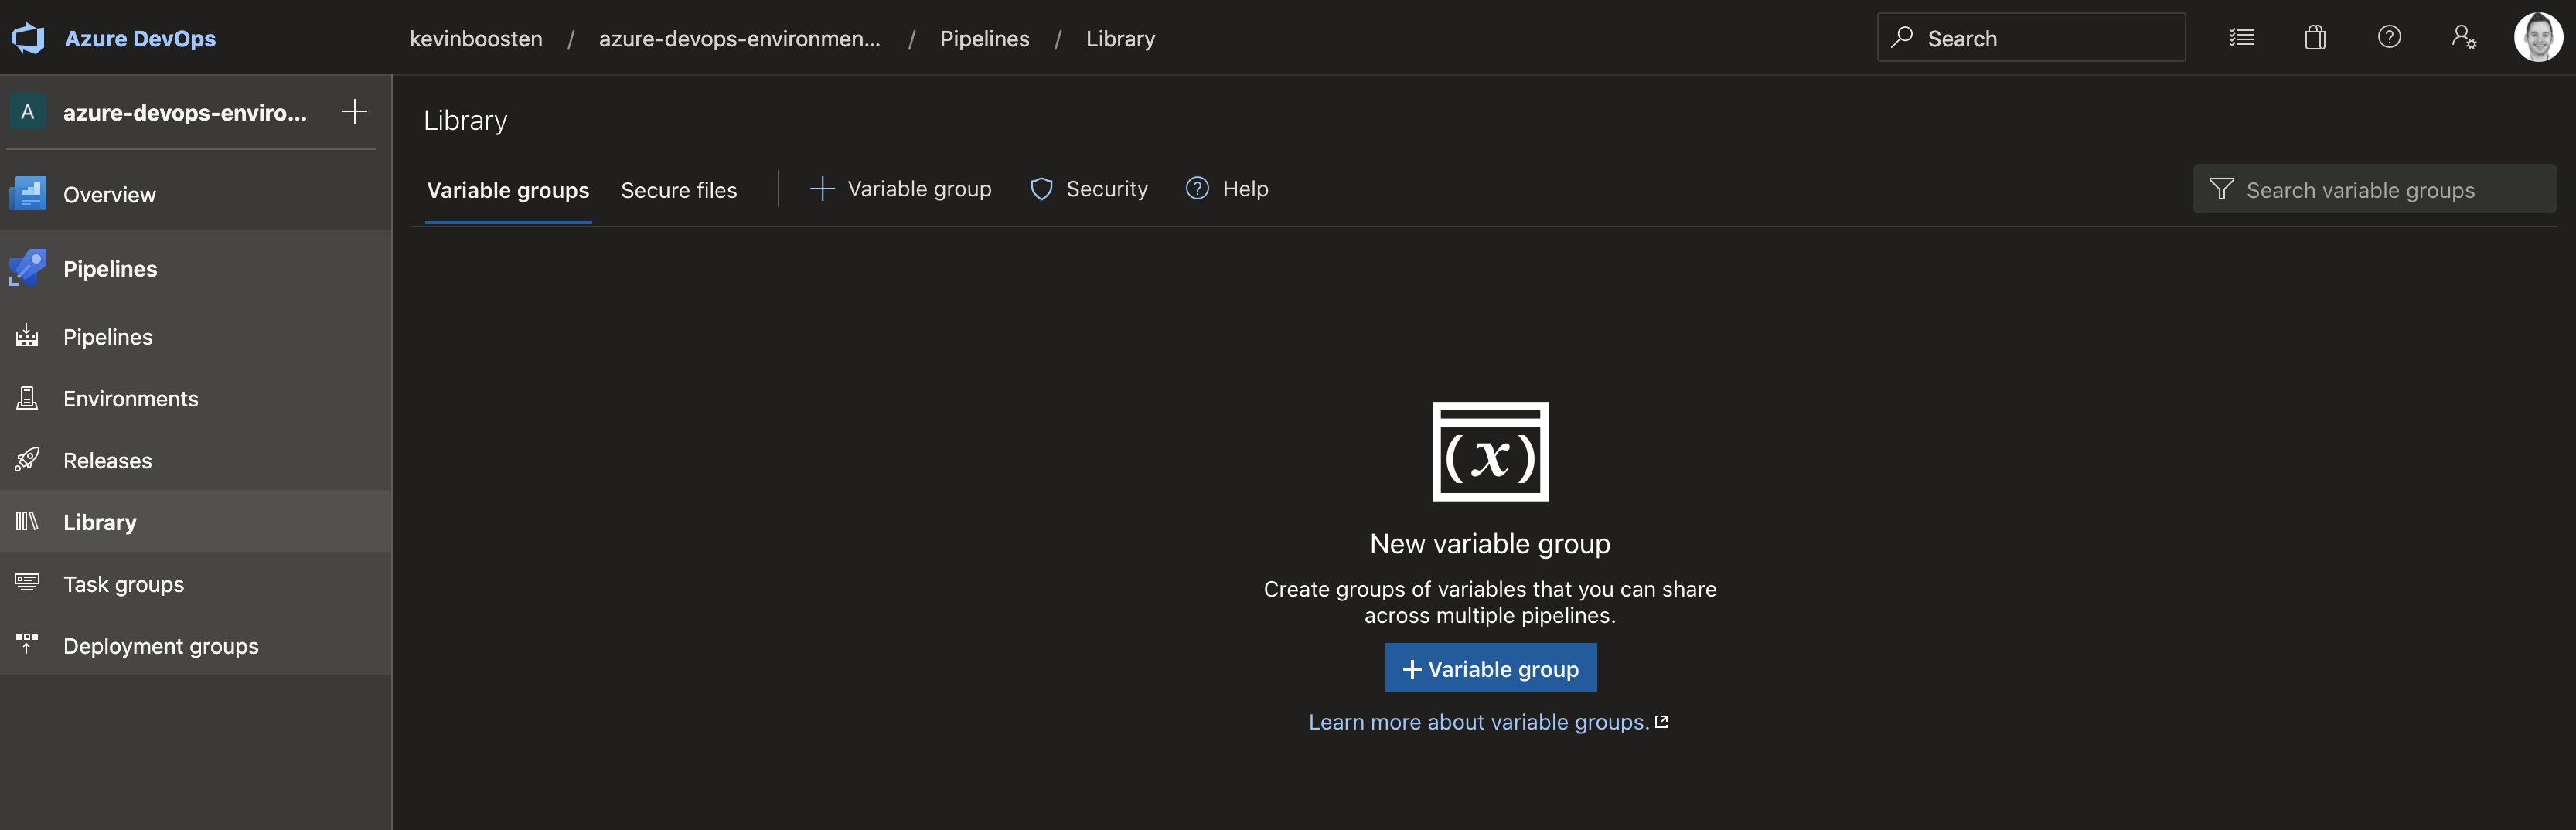 Azure DevOps
kevinboosten / azure-devops-environmen... / Pipelines / Library
Search
A azure-devops-enviro...
Overview
Pipelines
Pipelines
Environments
Releases
Library
Task groups
Deployment groups
Library
Variable groups Secure files + Variable group Security ? Help
Search variable groups
(x)
New variable group
Create groups of variables that you can share
across multiple pipelines.
+ Variable group
Learn more about variable groups.